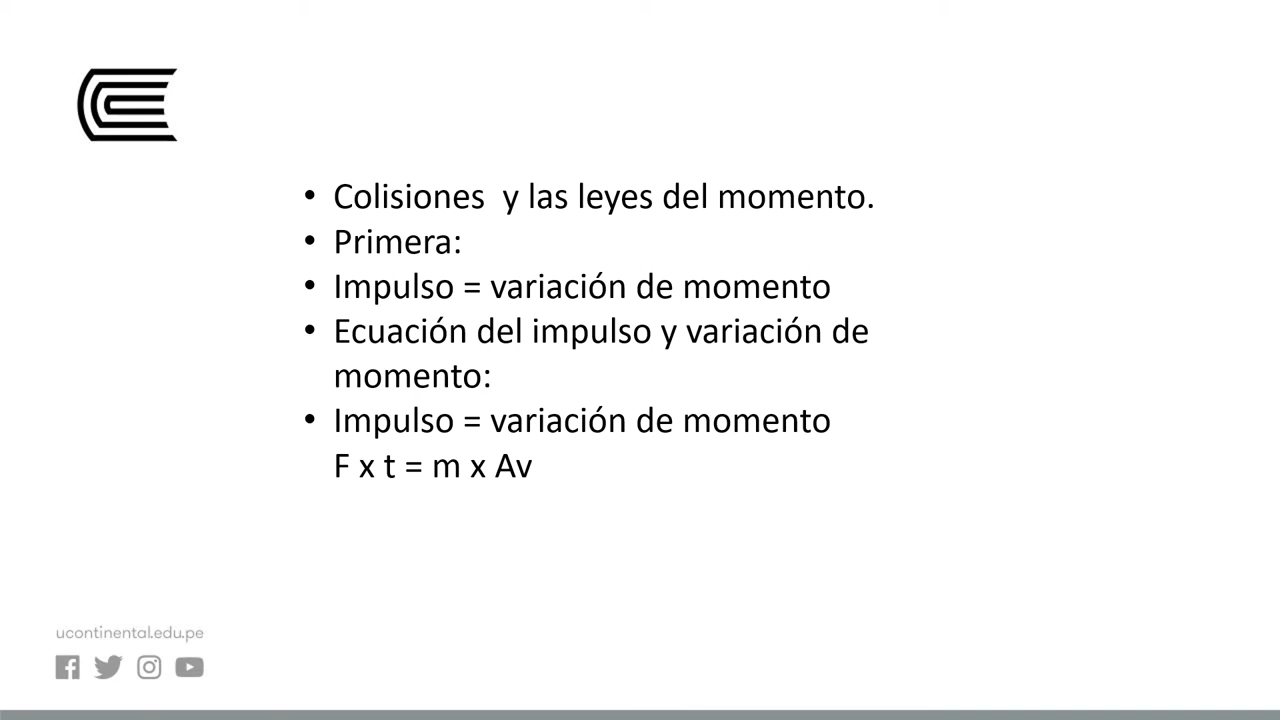 • Colisiones  y las leyes del momento.
• Primera:
• Impulso = variación de momento
• Ecuación del impulso y variación de
momento:
• Impulso = variación de momento
F x t = m x Av
ucontinental.edu.pe